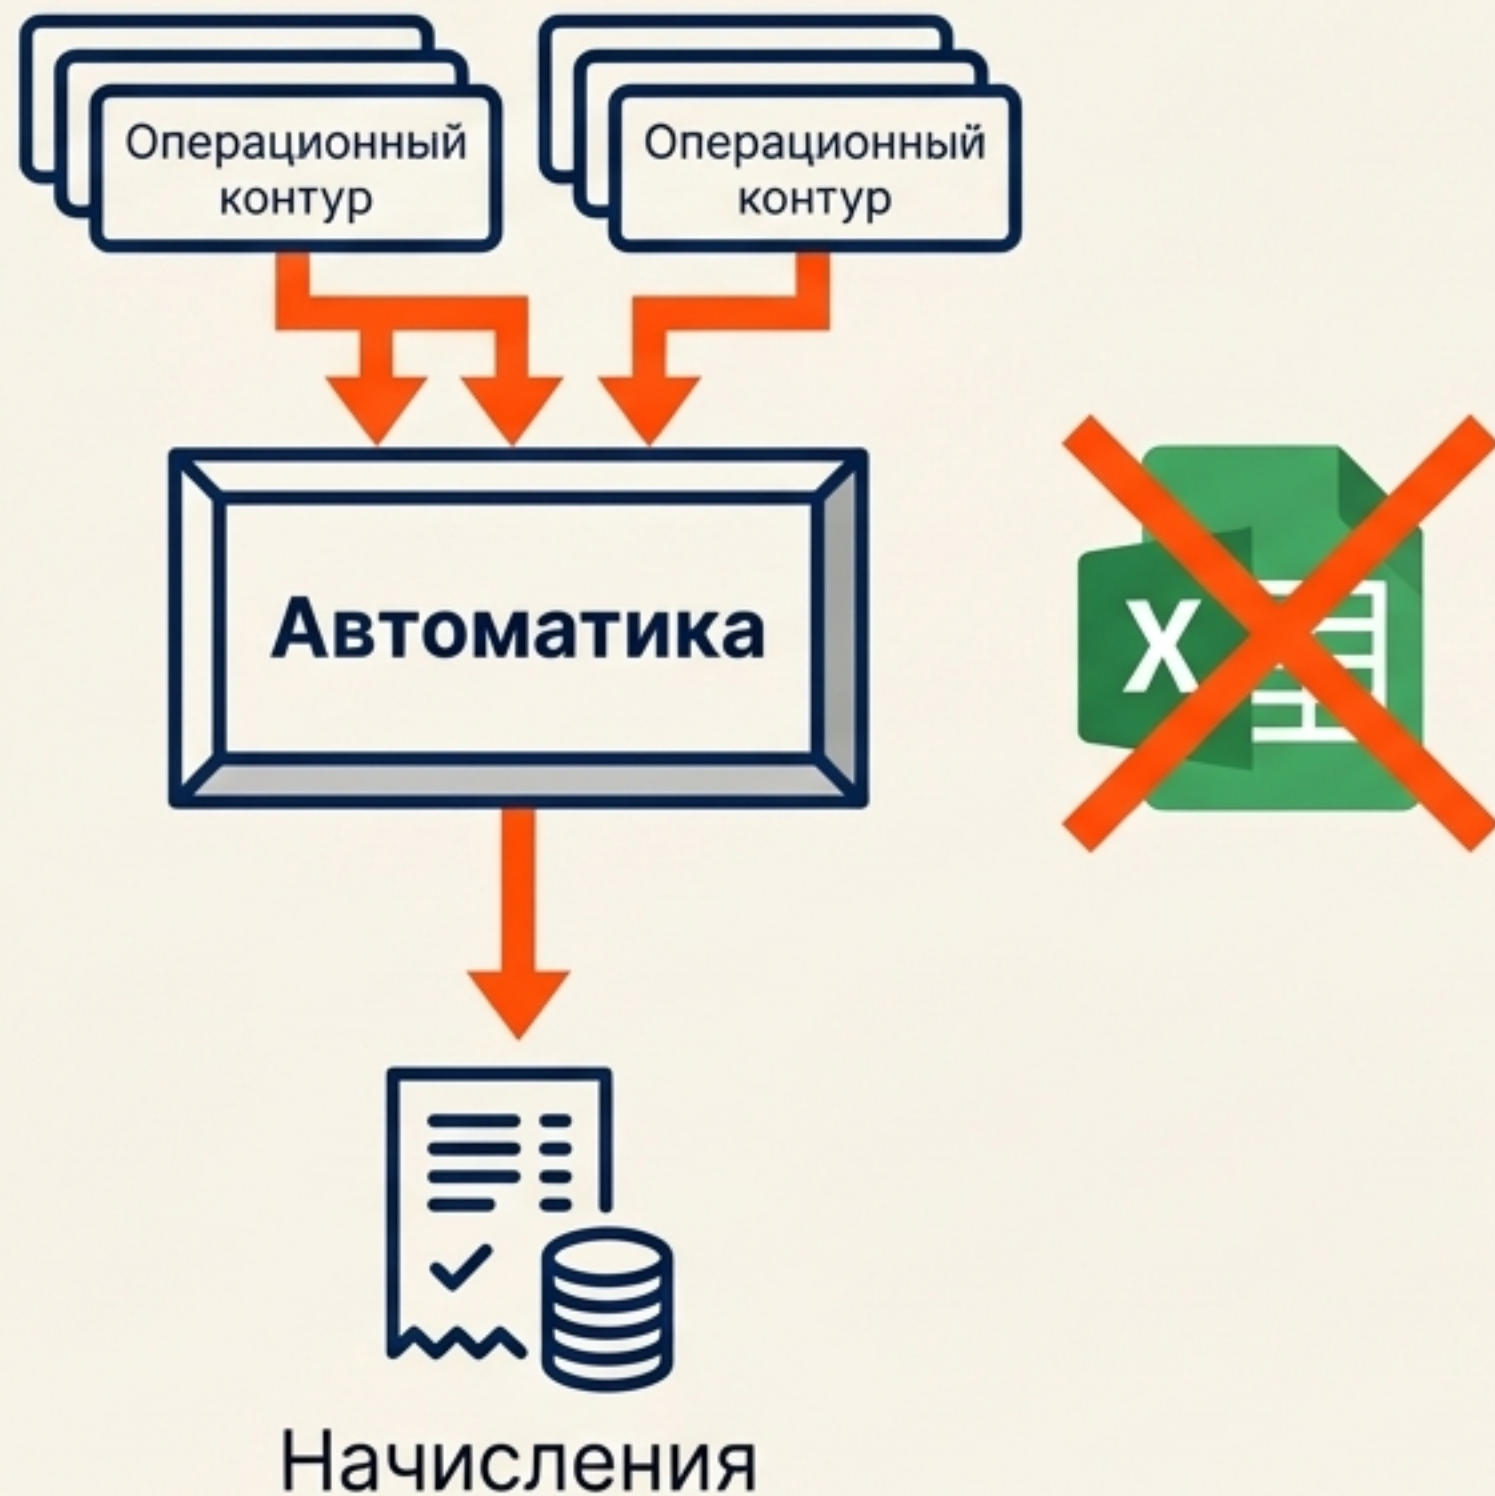 Операционный
контур
Операционный
контур
Автоматика
X
Начисления